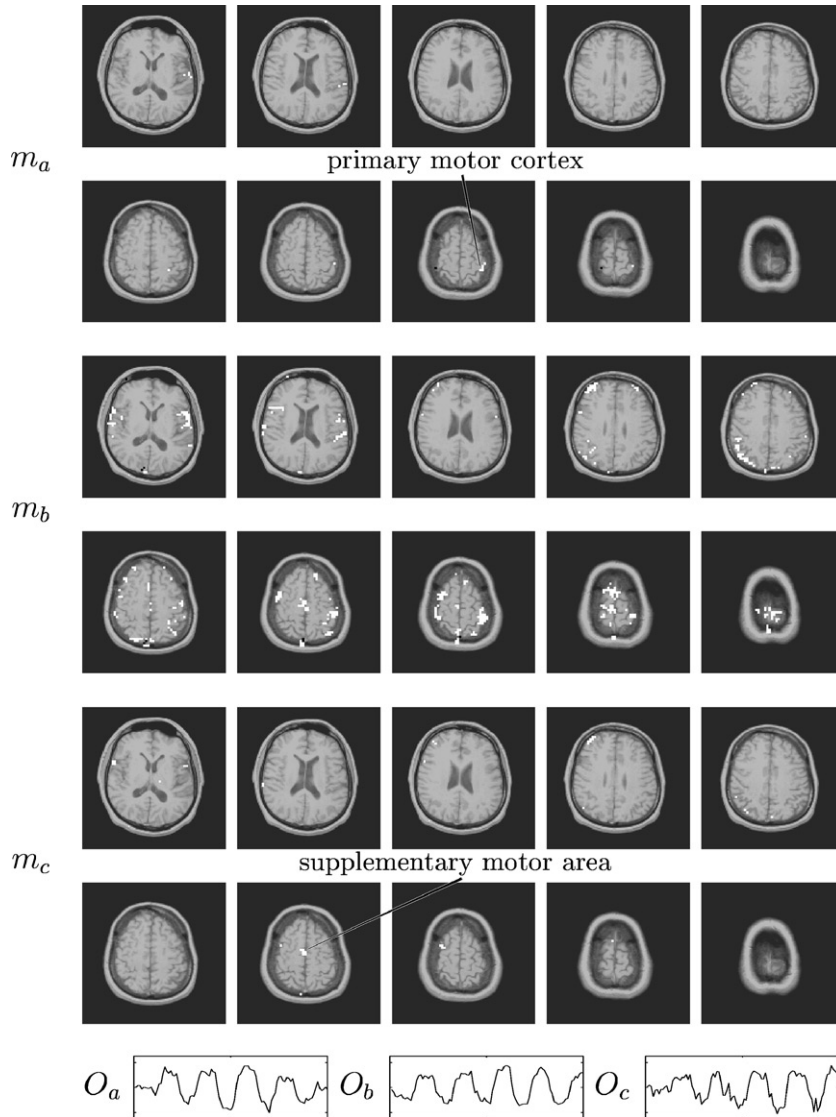 m_a
primary motor cortex
m_b
m_c
supplementary motor area
O_a
O_b
O_c